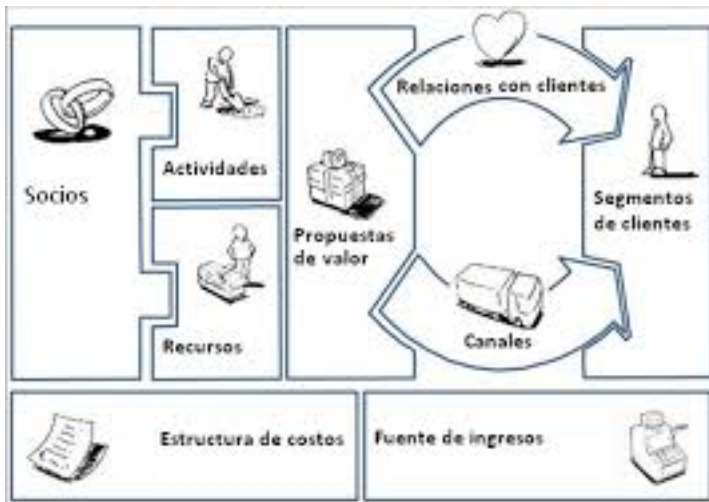 Socios
Actividades
Recursos
Propuestas
de valor
Relaciones con clientes
Canales
Segmentos
de clientes
Estructura de costos
Fuente de ingresos